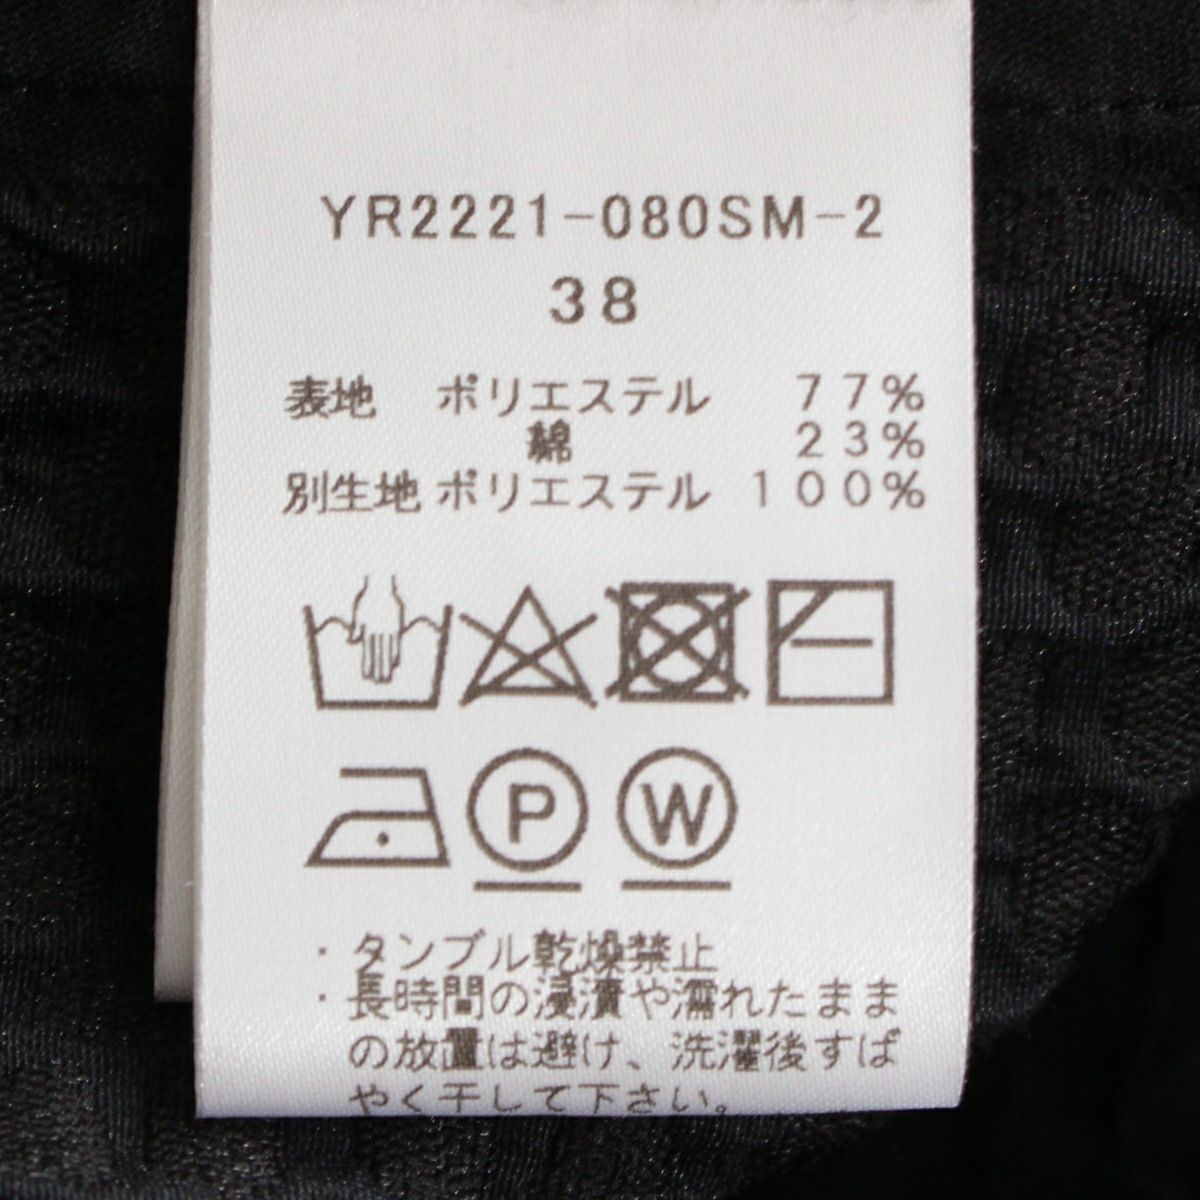 YR2221-080SM-2
38
表地 ポリエステル 77%
綿 23%
別生地 ポリエステル 100%
P W
・タンブル乾燥禁止
・長時間の浸漬や濡れたまま
の放置は避け、洗濯後すば
やく干して下さい。